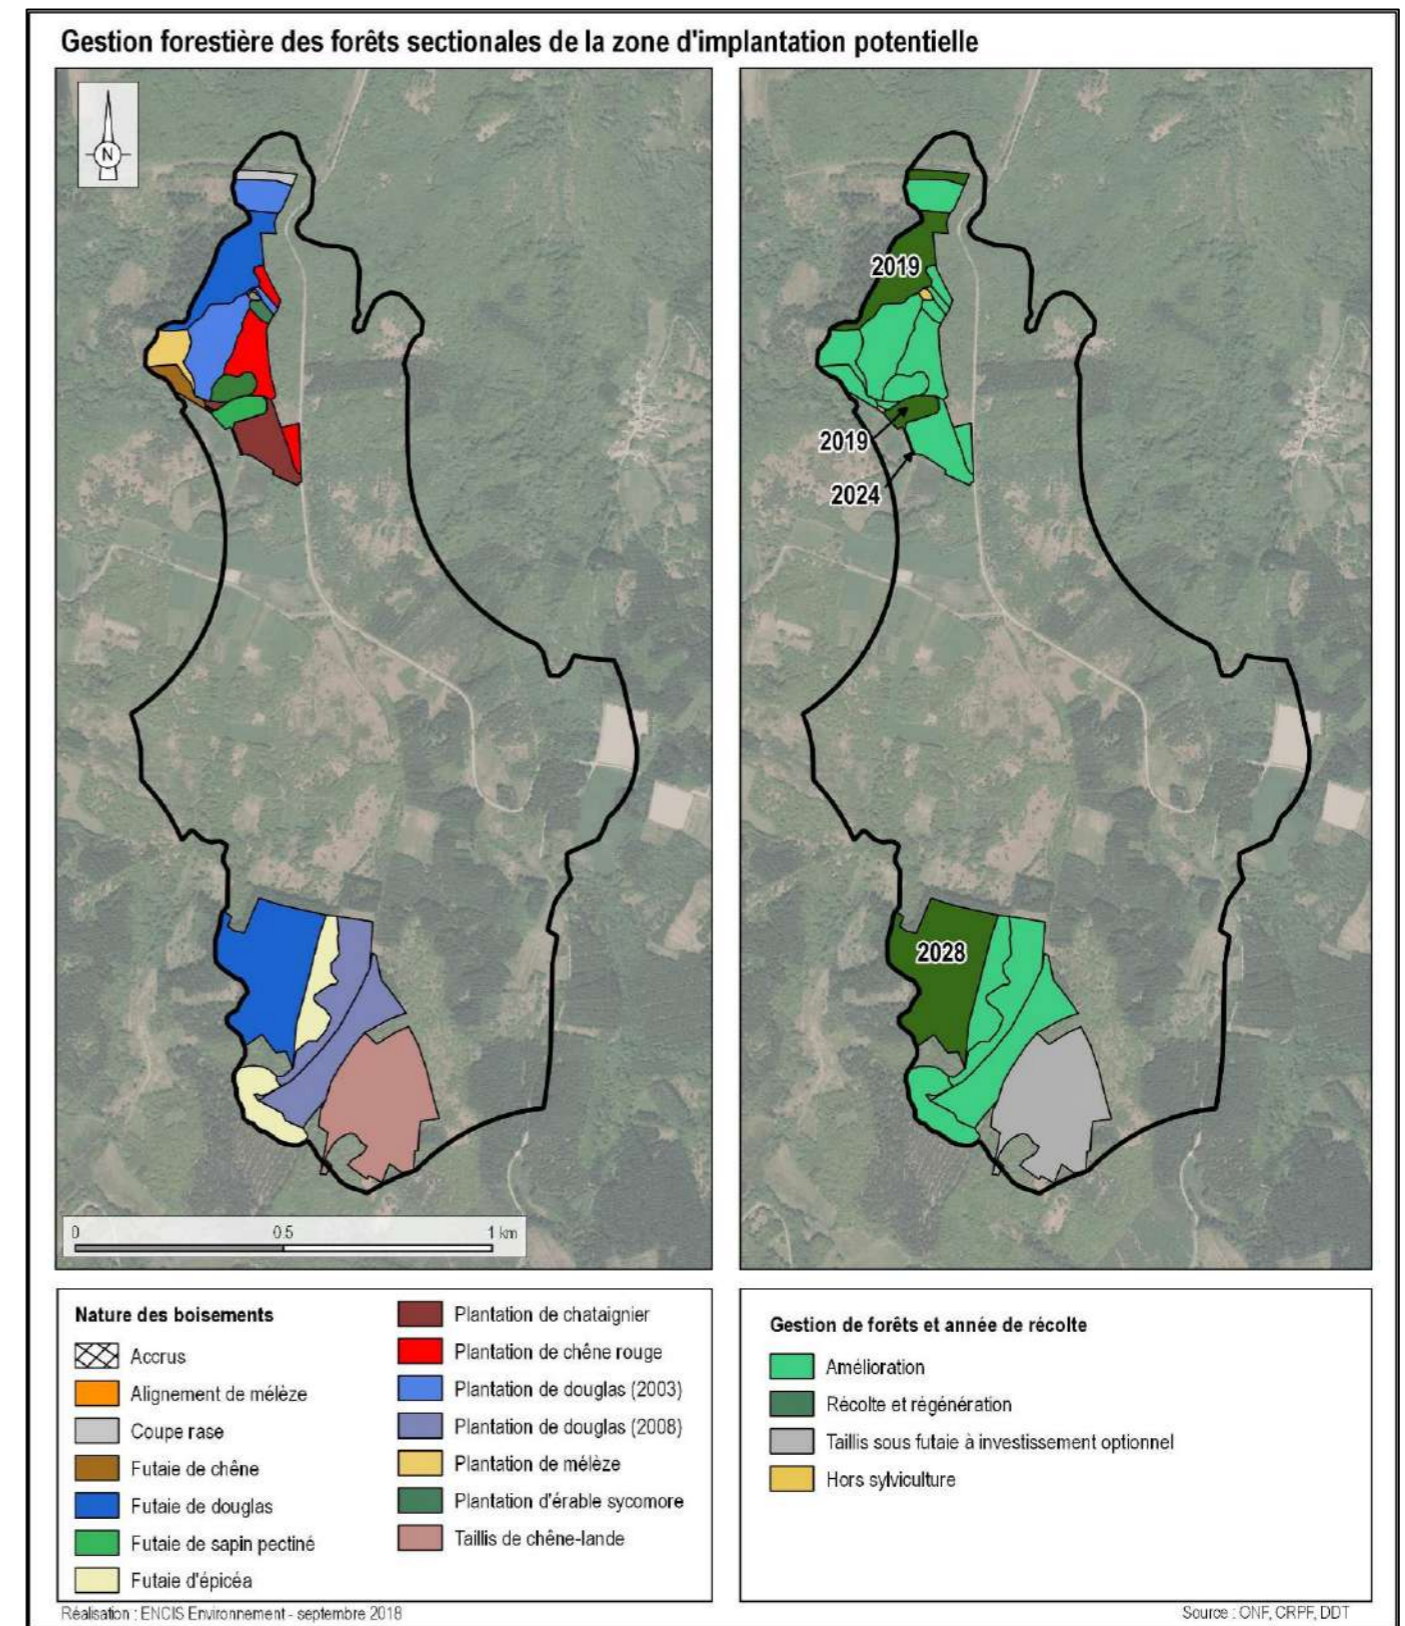 Gestion forestière des forêts sectionales de la zone d'implantation potentielle
N
0 0.5 1 km
2019
2019
2024
2028
Nature des boisements
Accrus
Alignement de mélèze
Coupe rase
Futaie de chêne
Futaie de douglas
Futaie de sapin pectiné
Futaie d'épicéa
Plantation de chataignier
Plantation de chêne rouge
Plantation de douglas (2003)
Plantation de douglas (2008)
Plantation de mélèze
Plantation d'érable sycomore
Taillis de chêne-lande
Gestion de forêts et année de récolte
Amélioration
Récolte et régénération
Taillis sous futaie à investissement optionnel
Hors sylviculture
Réalisation : ENCIS Environnement - septembre 2018
Source : ONF, CRPF, DDT